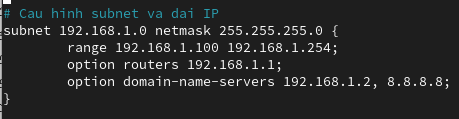 # Cau hinh subnet va dai IP
subnet 192.168.1.0 netmask 255.255.255.0 {
        range 192.168.1.100 192.168.1.254;
        option routers 192.168.1.1;
        option domain-name-servers 192.168.1.2, 8.8.8.8;
}